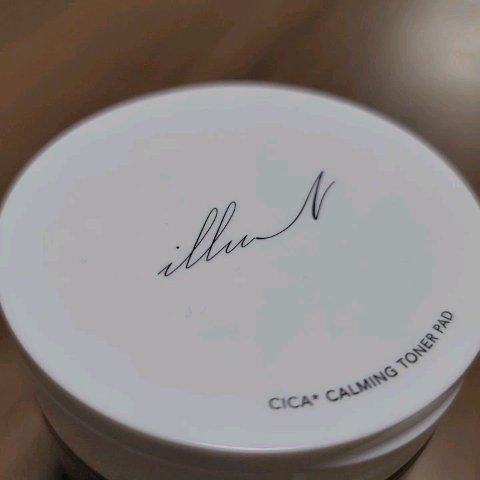 illuN
CICA* CALMING TONER PAD